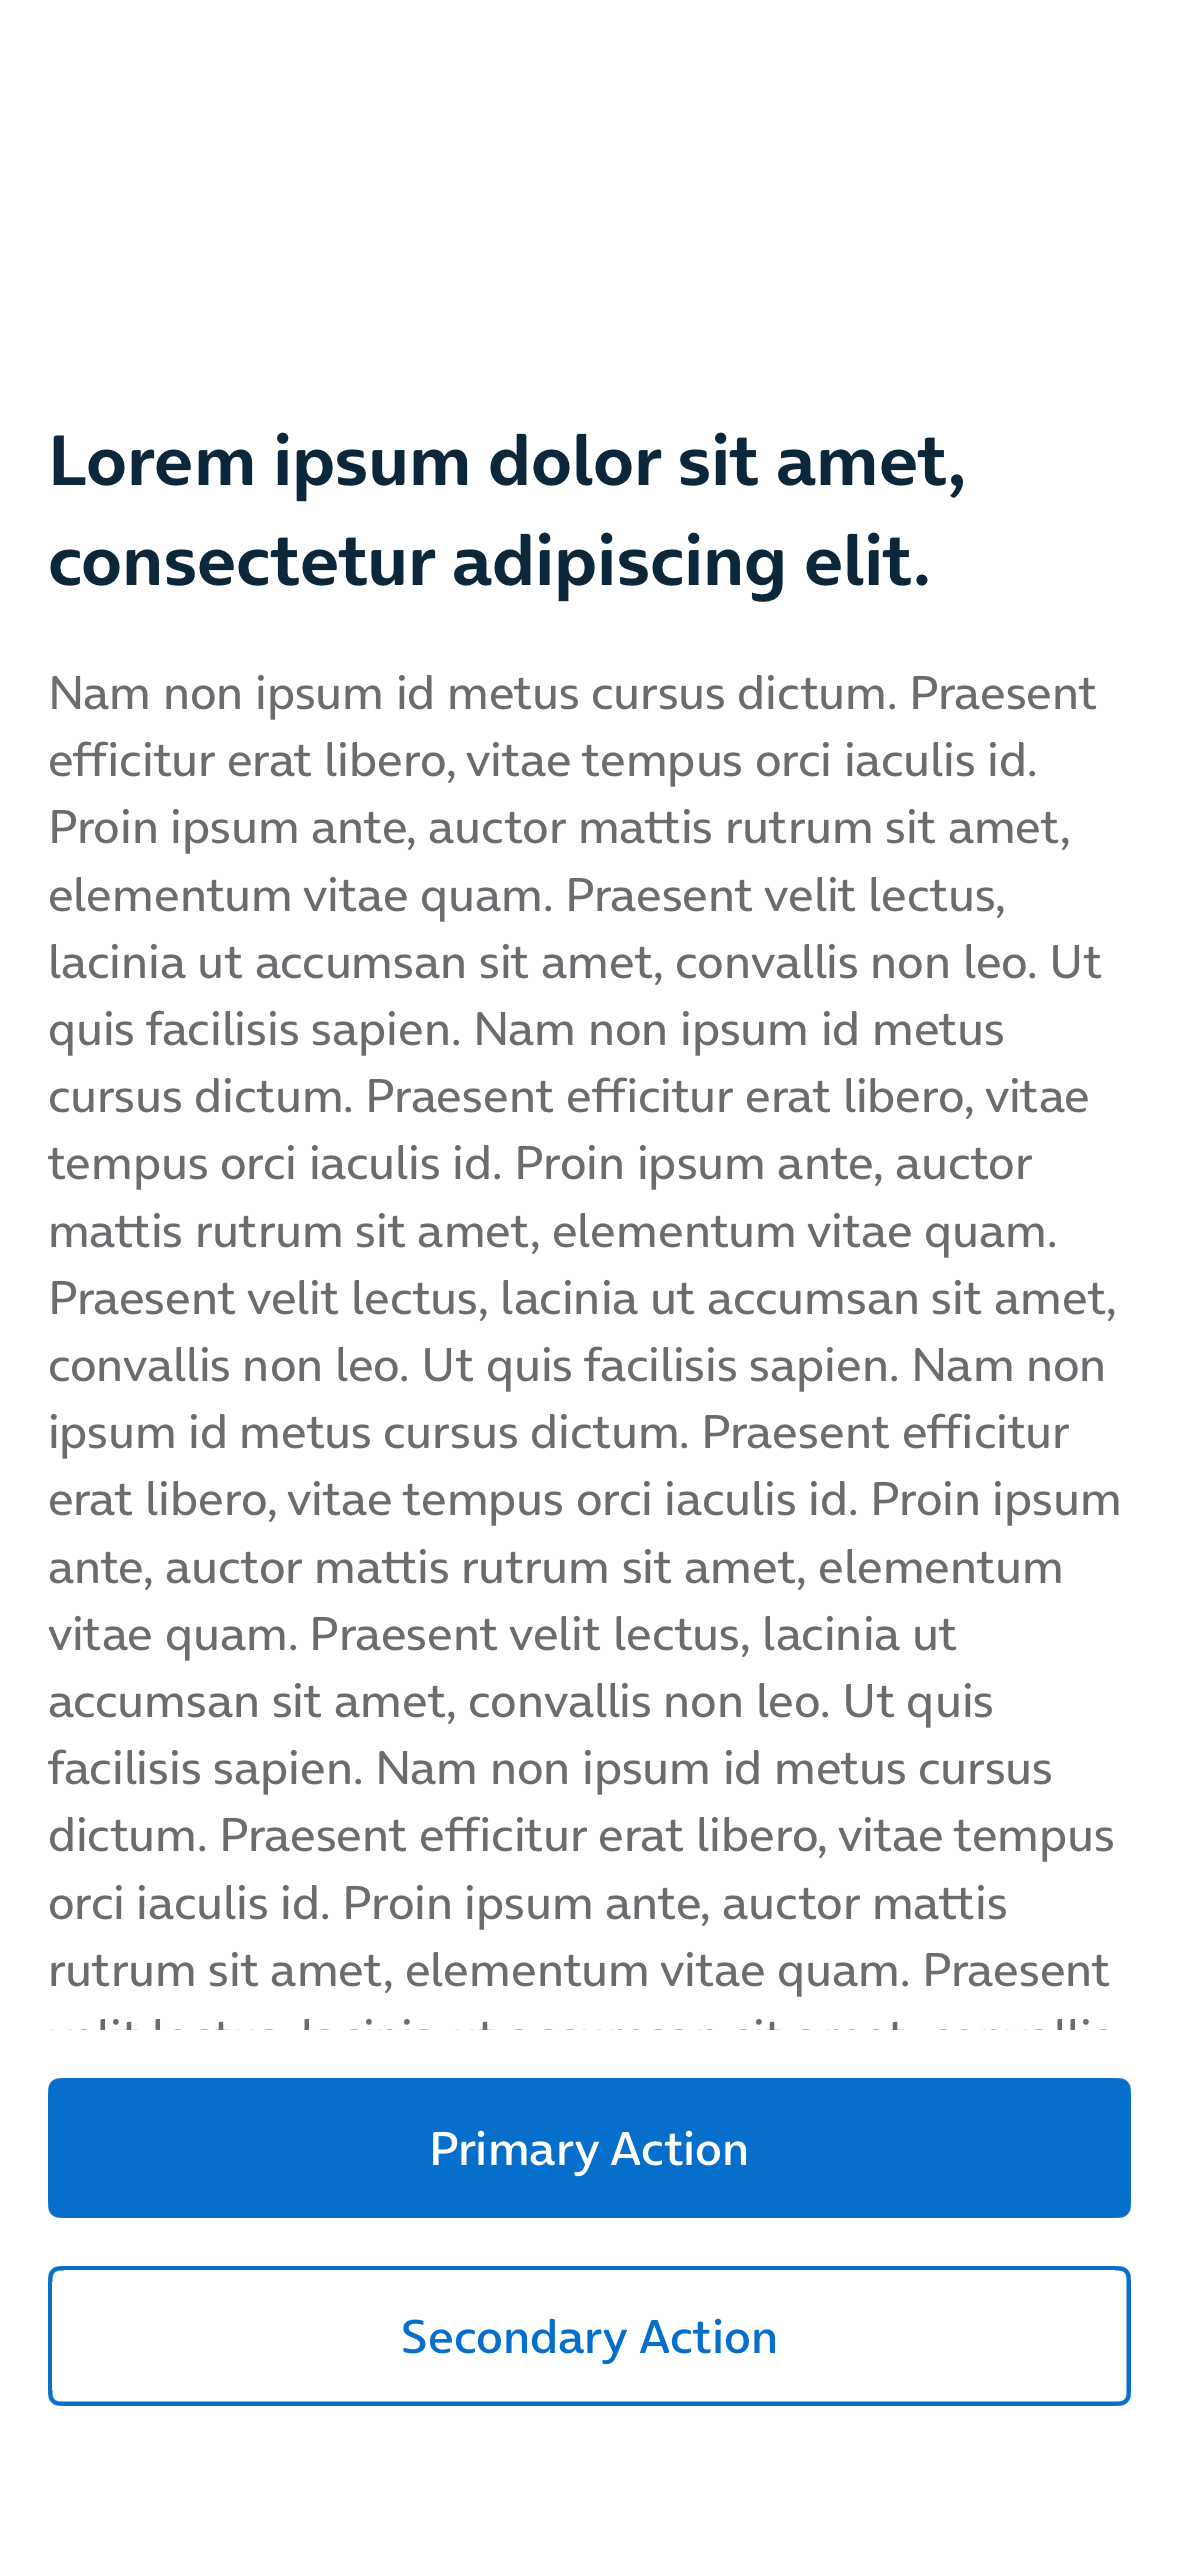 Lorem ipsum dolor sit amet,
consectetur adipiscing elit.
Nam non ipsum id metus cursus dictum. Praesent
efficitur erat libero, vitae tempus orci iaculis id.
Proin ipsum ante, auctor mattis rutrum sit amet,
elementum vitae quam. Praesent velit lectus,
lacinia ut accumsan sit amet, convallis non leo. Ut
quis facilisis sapien. Nam non ipsum id metus
cursus dictum. Praesent efficitur erat libero, vitae
tempus orci iaculis id. Proin ipsum ante, auctor
mattis rutrum sit amet, elementum vitae quam.
Praesent velit lectus, lacinia ut accumsan sit amet,
convallis non leo. Ut quis facilisis sapien. Nam non
ipsum id metus cursus dictum. Praesent efficitur
erat libero, vitae tempus orci iaculis id. Proin ipsum
ante, auctor mattis rutrum sit amet, elementum
vitae quam. Praesent velit lectus, lacinia ut
accumsan sit amet, convallis non leo. Ut quis
facilisis sapien. Nam non ipsum id metus cursus
dictum. Praesent efficitur erat libero, vitae tempus
orci iaculis id. Proin ipsum ante, auctor mattis
rutrum sit amet, elementum vitae quam. Praesent
Primary Action
Secondary Action